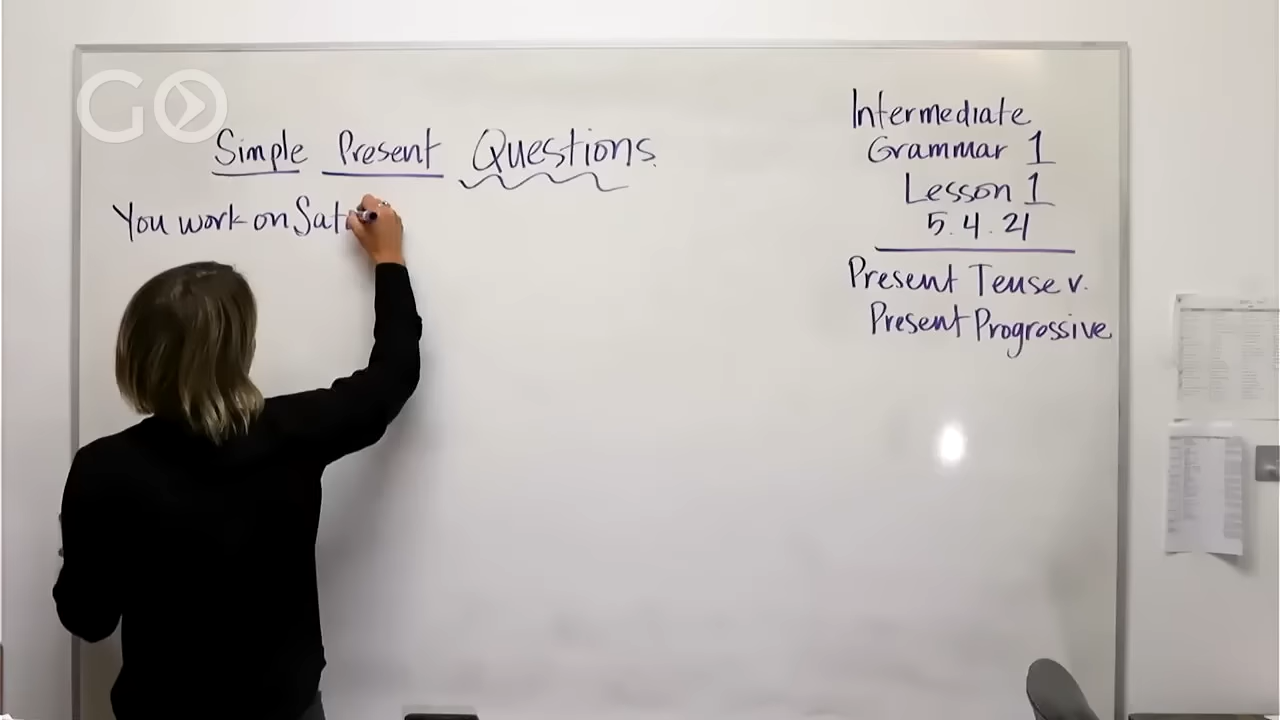 GO
Simple Present Questions.
You work on Sat
Intermediate
Grammar 1
Lesson 1
5.4.21
Present Tense v.
Present Progressive